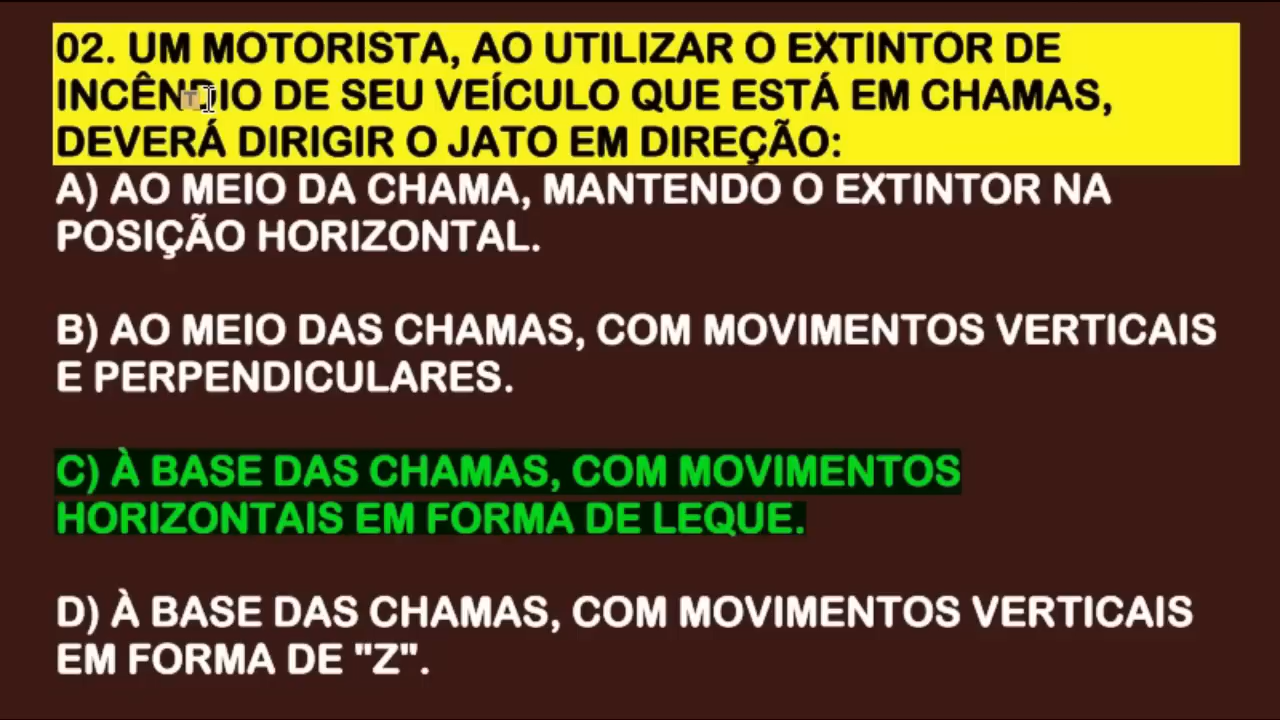 02. UM MOTORISTA, AO UTILIZAR O EXTINTOR DE
INCÊNDIO DE SEU VEÍCULO QUE ESTÁ EM CHAMAS,
DEVERÁ DIRIGIR O JATO EM DIREÇÃO:
A) AO MEIO DA CHAMA, MANTENDO O EXTINTOR NA
POSIÇÃO HORIZONTAL.
B) AO MEIO DAS CHAMAS, COM MOVIMENTOS VERTICAIS
E PERPENDICULARES.
C) À BASE DAS CHAMAS, COM MOVIMENTOS
HORIZONTAIS EM FORMA DE LEQUE.
D) À BASE DAS CHAMAS, COM MOVIMENTOS VERTICAIS
EM FORMA DE "Z".